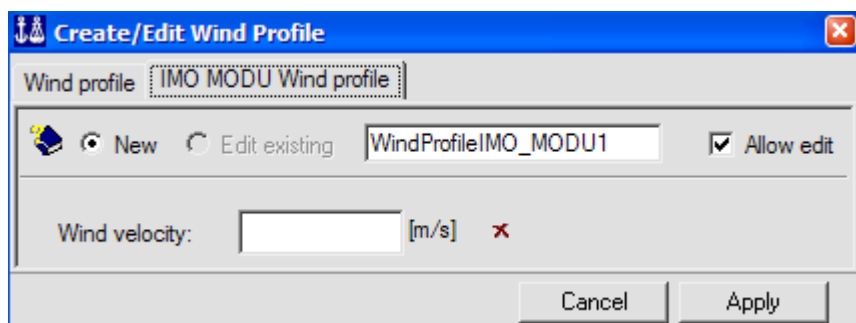 Create/Edit Wind Profile
Wind profile IMO MODU Wind profile
New Edit existing WindProfileIMO_MODU1 Allow edit
Wind velocity: [m/s]
Cancel Apply